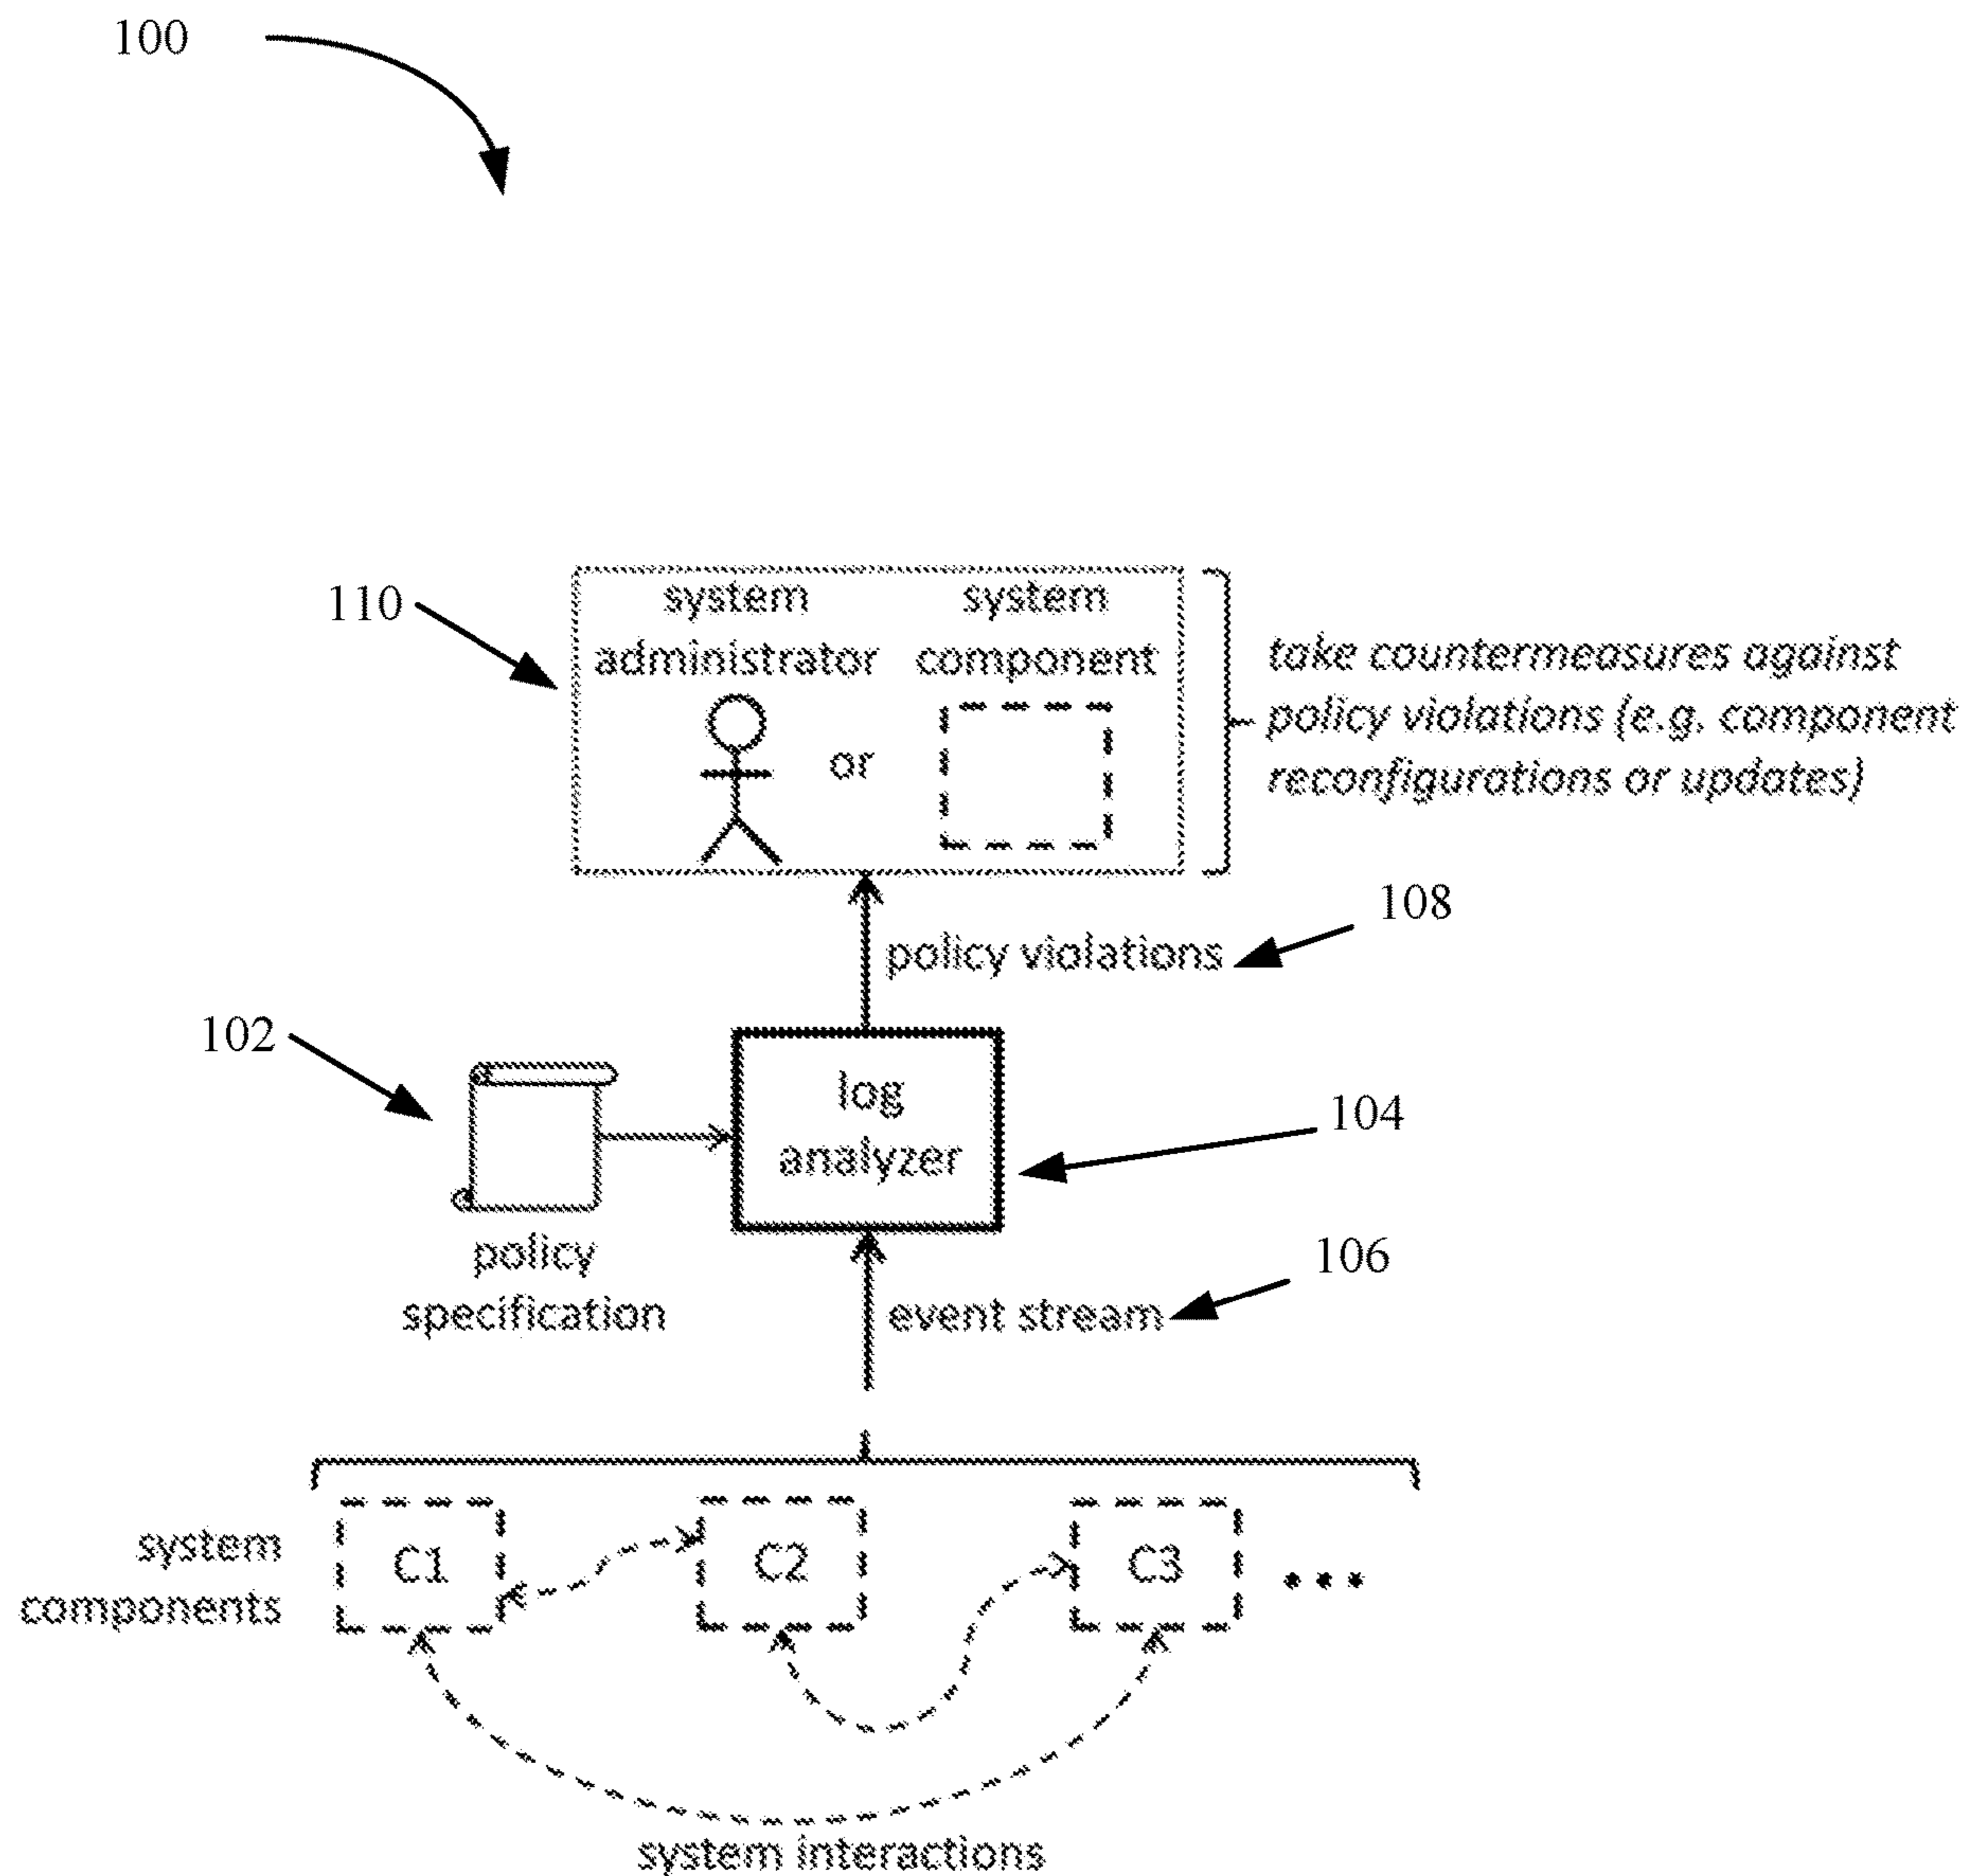 100
110
system
administrator
system
component
or
take countermeasures against
policy violations (e.g. component
reconfigurations or updates)
108
policy violations
102
log
analyzer
104
policy
specification
106
event stream
system
components
C1
C2
C3
...
system interactions